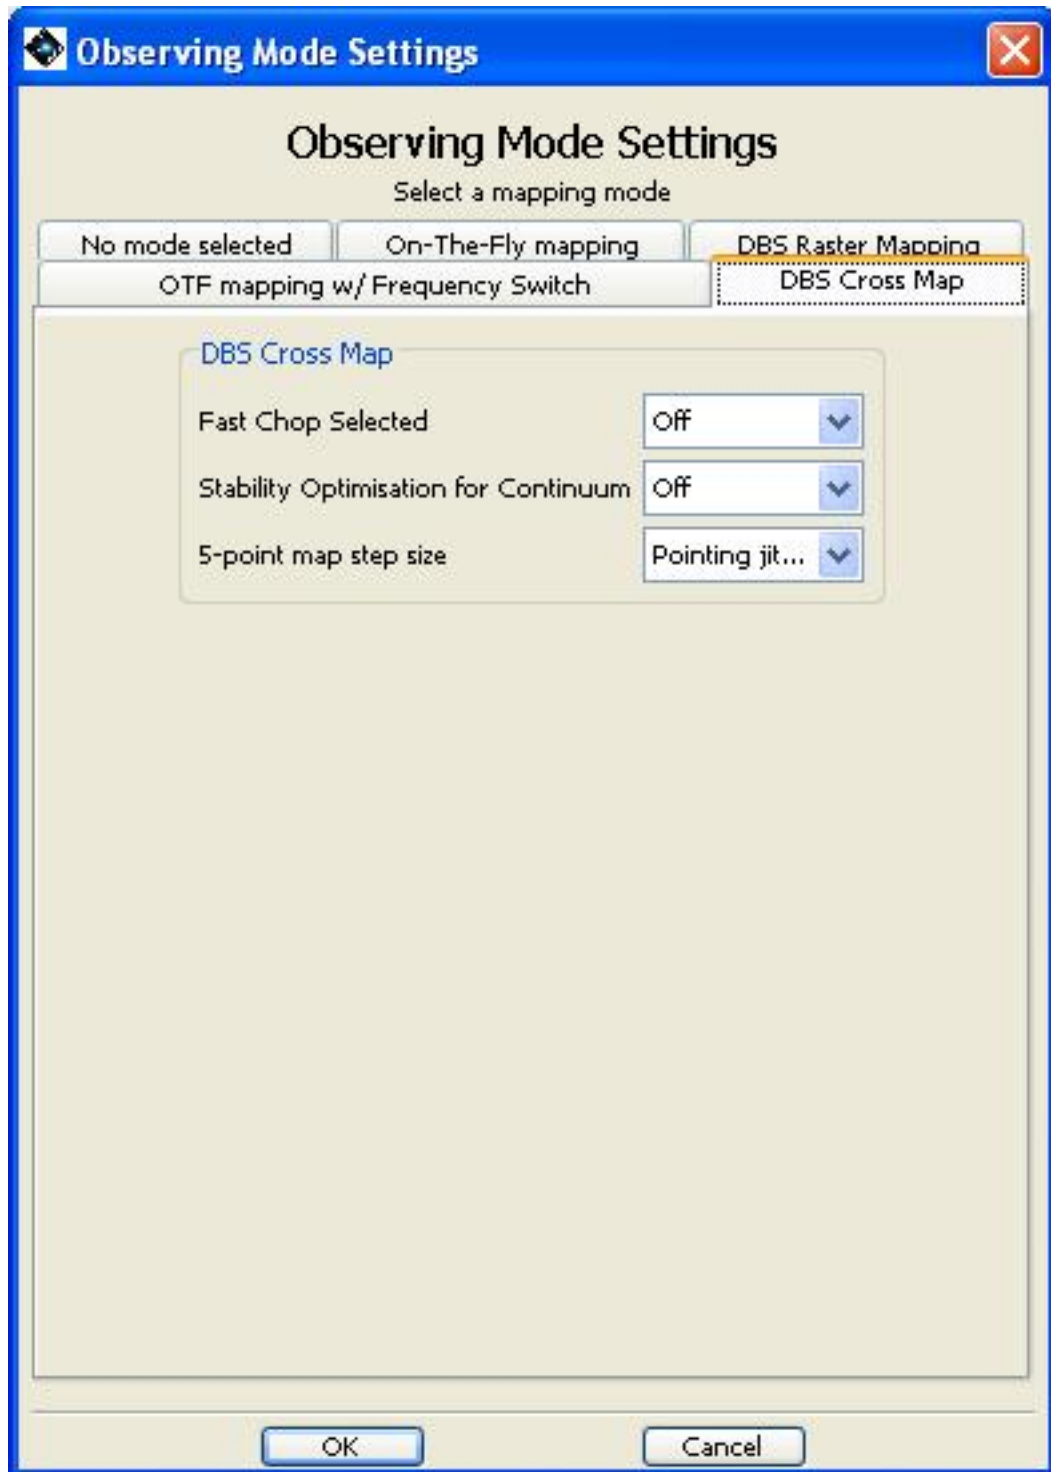 Observing Mode Settings
Observing Mode Settings
Select a mapping mode
No mode selected
On-The-Fly mapping
DBS Raster Mapping
OTF mapping w/ Frequency Switch
DBS Cross Map
DBS Cross Map
Fast Chop Selected
Off
Stability Optimisation for Continuum
Off
5-point map step size
Pointing jit...
OK
Cancel